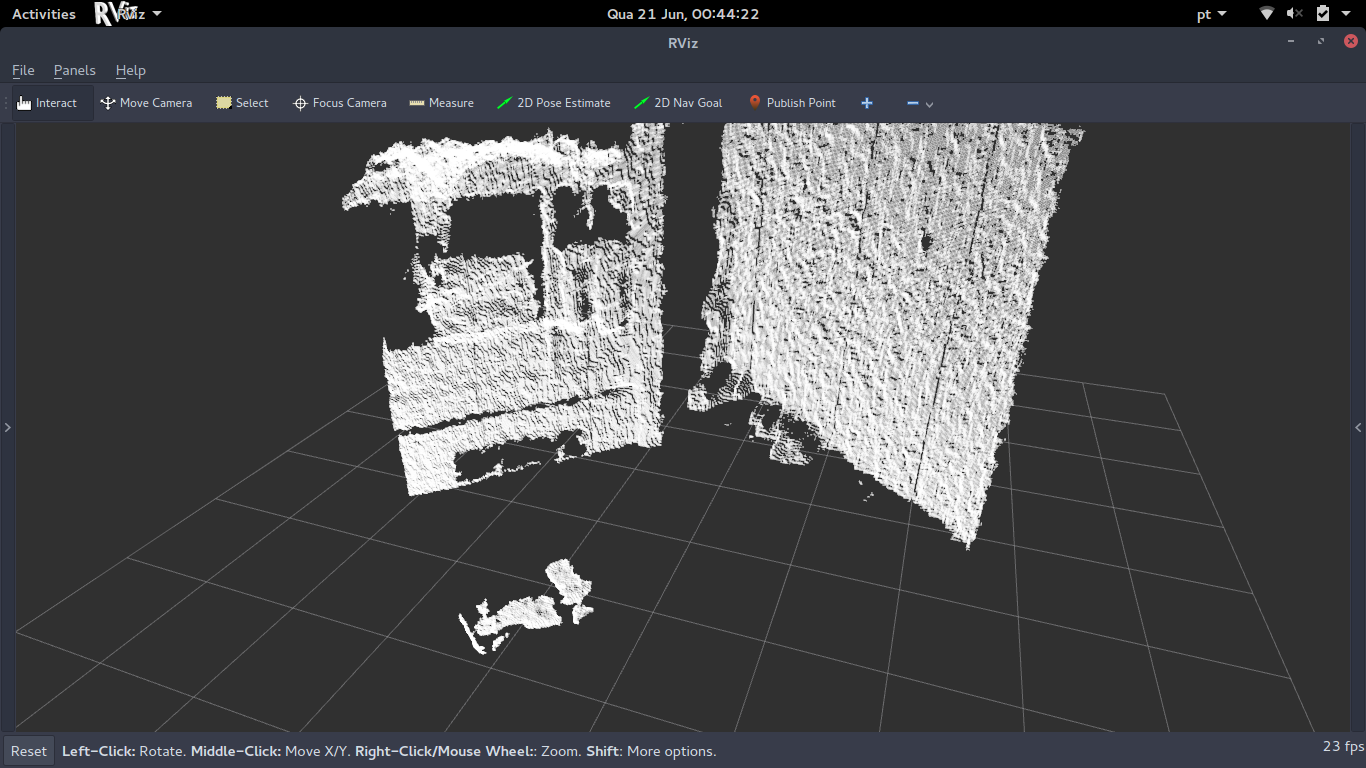 Activities RViz RViz Qua 21 Jun, 00:44:22 pt
RViz
File Panels Help
Interact Move Camera Select Focus Camera Measure 2D Pose Estimate 2D Nav Goal Publish Point
Reset Left-Click: Rotate. Middle-Click: Move X/Y. Right-Click/Mouse Wheel:: Zoom. Shift: More options. 23 fps